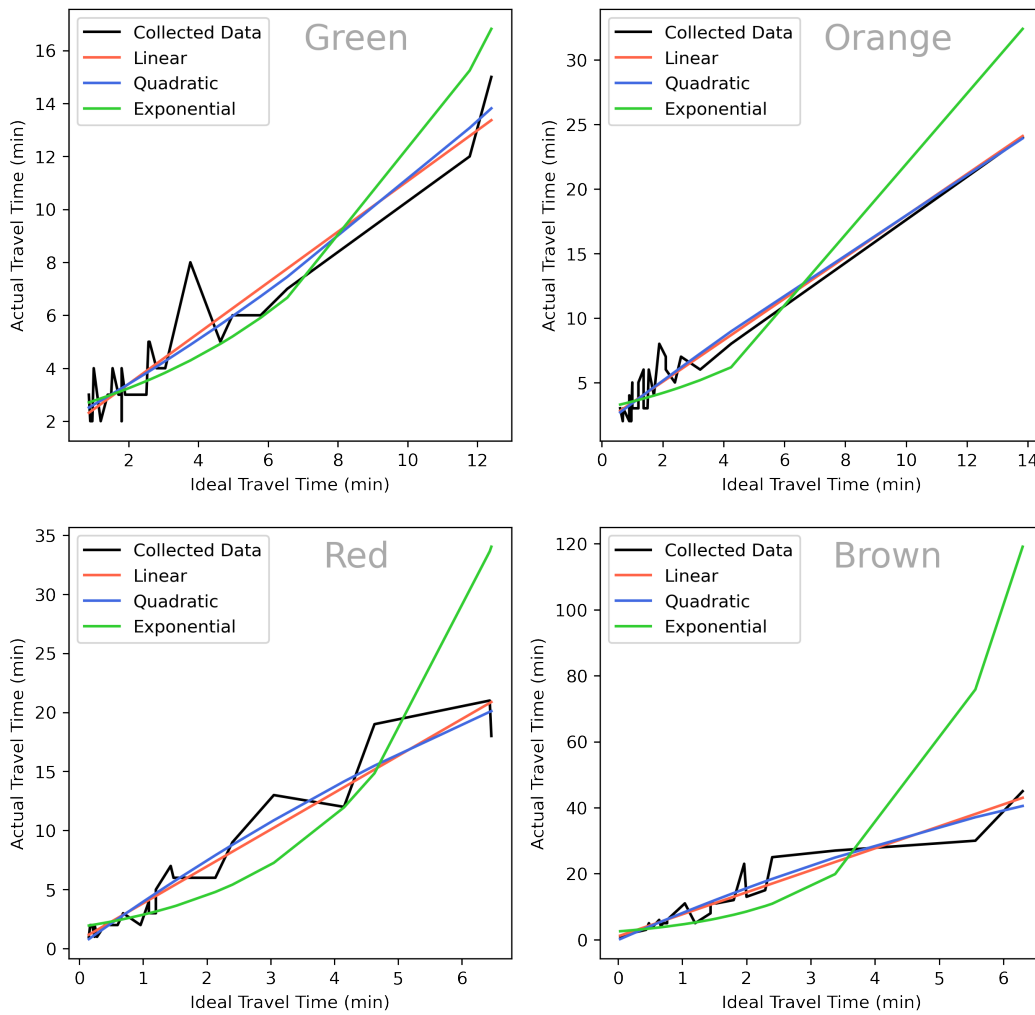 Green
Collected Data
Linear
Quadratic
Exponential
Actual Travel Time (min)
16
14
12
10
8
6
4
2
2 4 6 8 10 12
Ideal Travel Time (min)
Orange
Collected Data
Linear
Quadratic
Exponential
Actual Travel Time (min)
30
25
20
15
10
5
0 2 4 6 8 10 12 14
Ideal Travel Time (min)
Red
Collected Data
Linear
Quadratic
Exponential
Actual Travel Time (min)
35
30
25
20
15
10
5
0
0 1 2 3 4 5 6
Ideal Travel Time (min)
Brown
Collected Data
Linear
Quadratic
Exponential
Actual Travel Time (min)
120
100
80
60
40
20
0
0 1 2 3 4 5 6
Ideal Travel Time (min)